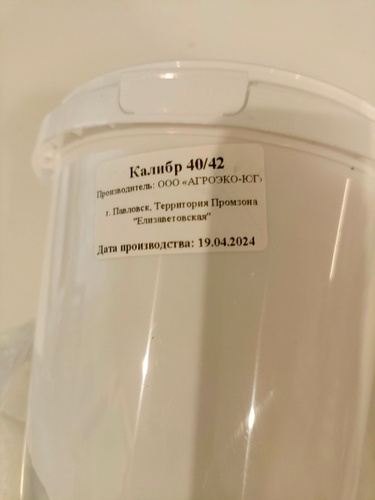 Калибр 40/42
Производитель: ООО «АГРОЭКО-ЮГ»
г. Павловск, Территория Промзона
"Елизаветовская"
Дата производства: 19.04.2024